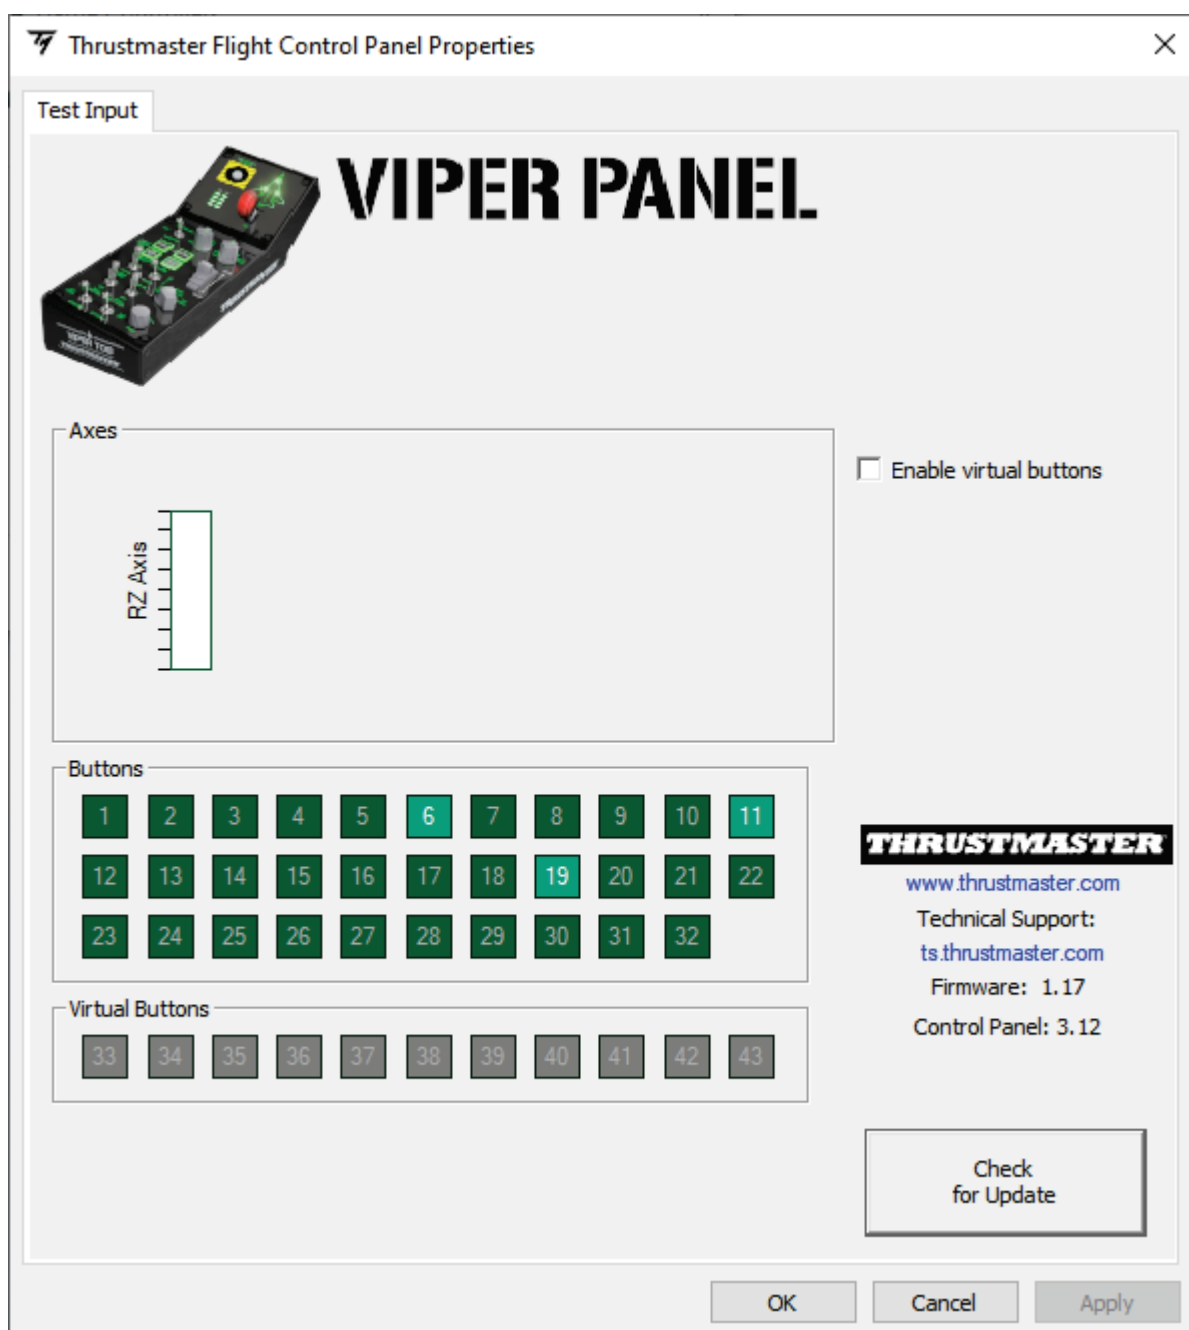 Thrustmaster Flight Control Panel Properties
Test Input
VIPER PANEL
Axes
RZ Axis
Enable virtual buttons
Buttons
1 2 3 4 5 6 7 8 9 10 11
12 13 14 15 16 17 18 19 20 21 22
23 24 25 26 27 28 29 30 31 32
Virtual Buttons
33 34 35 36 37 38 39 40 41 42 43
THRUSTMASTER
www.thrustmaster.com
Technical Support:
ts.thrustmaster.com
Firmware: 1.17
Control Panel: 3.12
Check
for Update
OK Cancel Apply